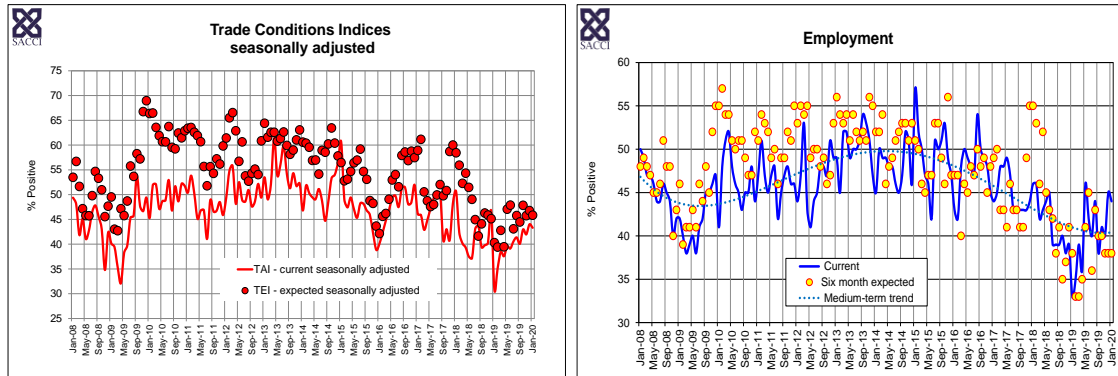 SACCI
Trade Conditions Indices
seasonally adjusted
% Positive
75
70
65
60
55
50
45
40
35
30
25
TAI - current seasonally adjusted
TEI - expected seasonally adjusted
Jan-08
May-08
Sep-08
Jan-09
May-09
Sep-09
Jan-10
May-10
Sep-10
Jan-11
May-11
Sep-11
Jan-12
May-12
Sep-12
Jan-13
May-13
Sep-13
Jan-14
May-14
Sep-14
Jan-15
May-15
Sep-15
Jan-16
May-16
Sep-16
Jan-17
May-17
Sep-17
Jan-18
May-18
Sep-18
Jan-19
May-19
Sep-19
Jan-20
SACCI
Employment
% Positive
60
55
50
45
40
35
30
Current
Six month expected
Medium-term trend
Jan-08
May-08
Sep-08
Jan-09
May-09
Sep-09
Jan-10
May-10
Sep-10
Jan-11
May-11
Sep-11
Jan-12
May-12
Sep-12
Jan-13
May-13
Sep-13
Jan-14
May-14
Sep-14
Jan-15
May-15
Sep-15
Jan-16
May-16
Sep-16
Jan-17
May-17
Sep-17
Jan-18
May-18
Sep-18
Jan-19
May-19
Sep-19
Jan-20